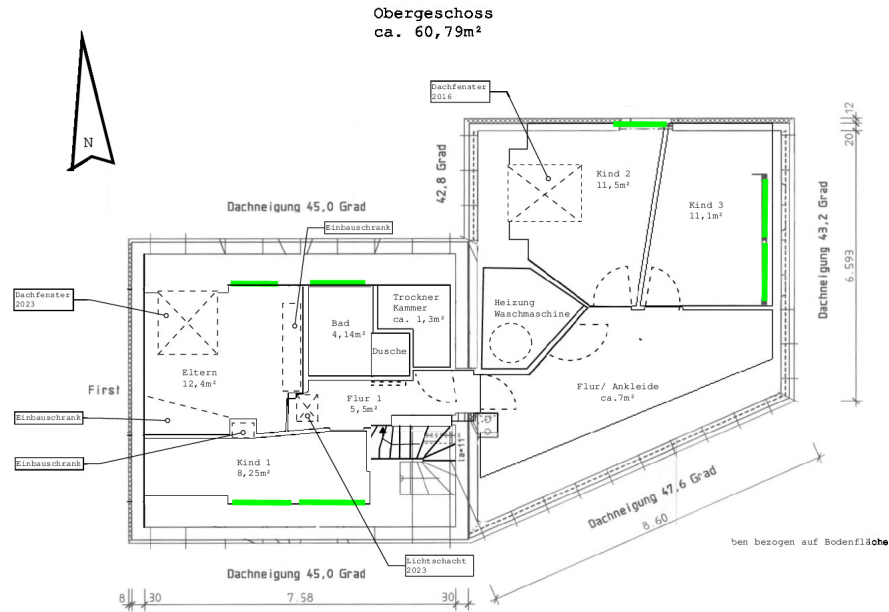 Obergeschoss
ca. 60,79m²
N
Dachfenster
2016
12
20
42,8 Grad
Kind 2
11,5m²
Kind 3
11,1m²
Dachneigung 43,2 Grad
6.593
Dachneigung 45,0 Grad
Einbauschrank
Dachfenster
2023
Trockner
Kammer
ca. 1,3m²
Heizung
Waschmaschine
Bad
4,14m²
Dusche
Eltern
12,4m²
First
Flur 1
5,5m²
Flur/ Ankleide
ca.7m²
Einbauschrank
Einbauschrank
Kind 1
8,25m²
Dachneigung 47,6 Grad
8.60
ben bezogen auf Bodenfläche
Lichtschacht
2023
Dachneigung 45,0 Grad
8
30
7.58
30